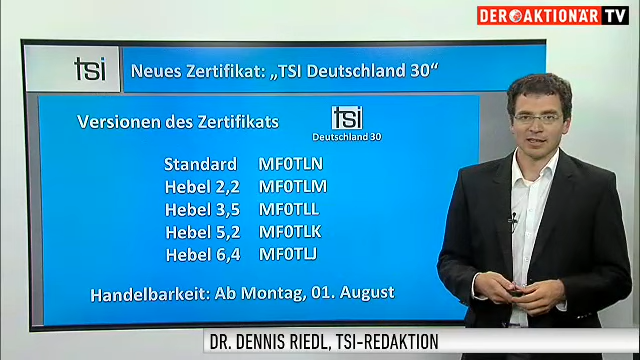 DER AKTIONÄR TV
tsi
Neues Zertifikat: „TSI Deutschland 30“
Versionen des Zertifikats
tsi
Deutschland 30
Standard MF0TLN
Hebel 2,2 MF0TLM
Hebel 3,5 MF0TLL
Hebel 5,2 MF0TLK
Hebel 6,4 MF0TLJ
Handelbarkeit: Ab Montag, 01. August
DR. DENNIS RIEDL, TSI-REDAKTION